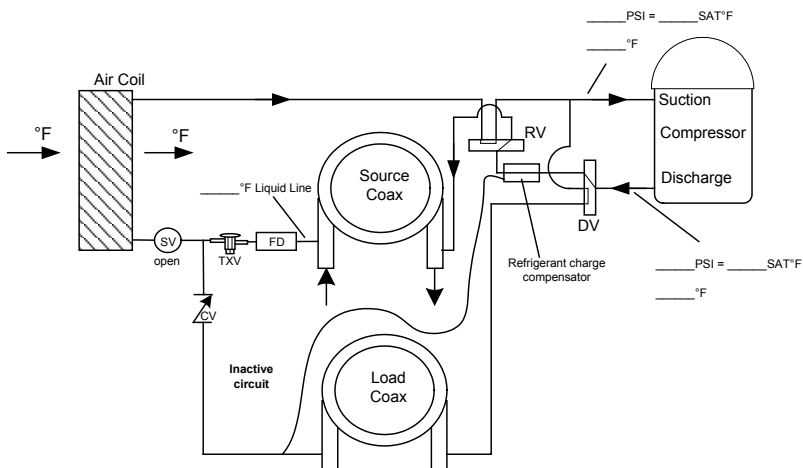 _____PSI = _____SAT°F
_____°F
Air Coil
°F
°F
Suction
Compressor
Discharge
RV
Source
Coax
_____°F Liquid Line
DV
SV
open
TXV
FD
Refrigerant charge
compensator
_____PSI = _____SAT°F
_____°F
CV
Inactive
circuit
Load
Coax